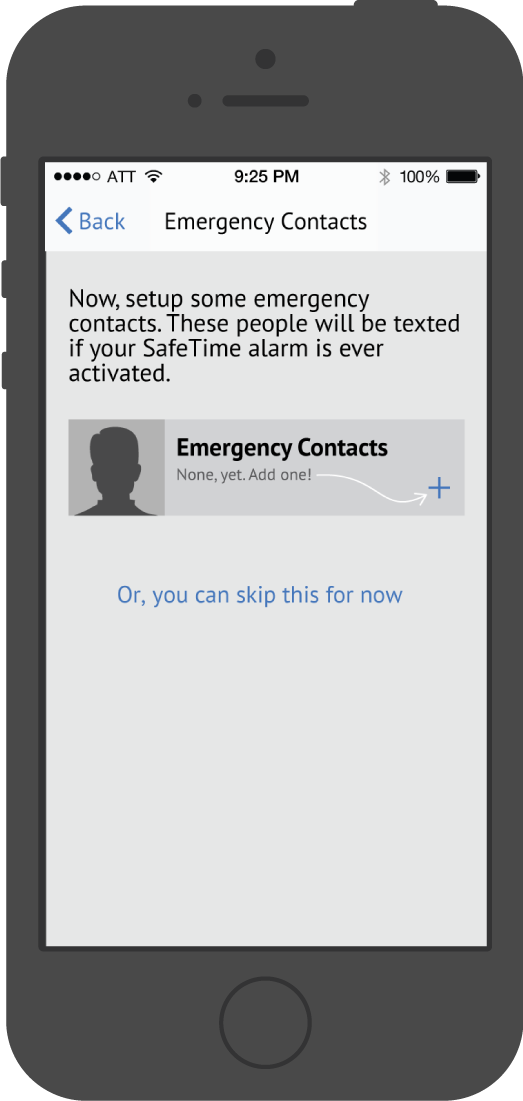 ATT 9:25 PM 100%
Back Emergency Contacts
Now, setup some emergency
contacts. These people will be texted
if your SafeTime alarm is ever
activated.
Emergency Contacts
None, yet. Add one!
Or, you can skip this for now